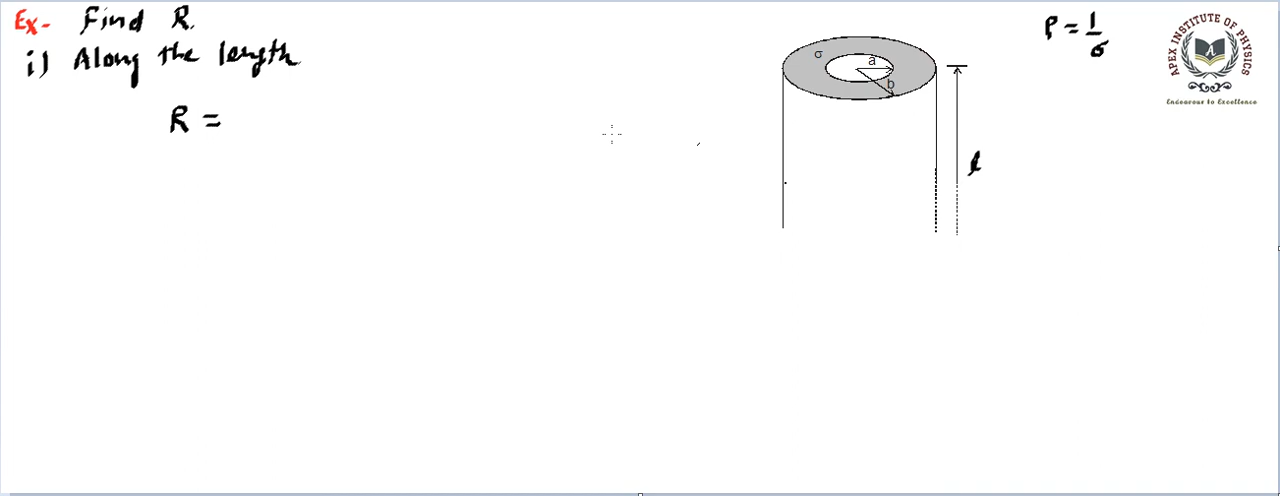 Ex- Find R.
i) Along the length
R =
σ
a
b
l
ρ = 1/σ
APEX INSTITUTE OF PHYSICS
A
Endeavour to Excellence